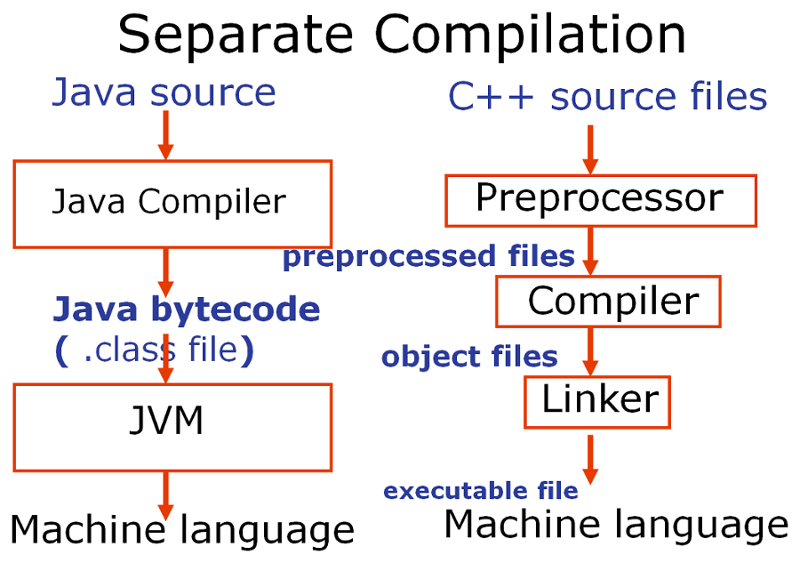 Separate Compilation
Java source
Java Compiler
Java bytecode
( .class file)
JVM
Machine language
C++ source files
Preprocessor
preprocessed files
Compiler
object files
Linker
executable file
Machine language